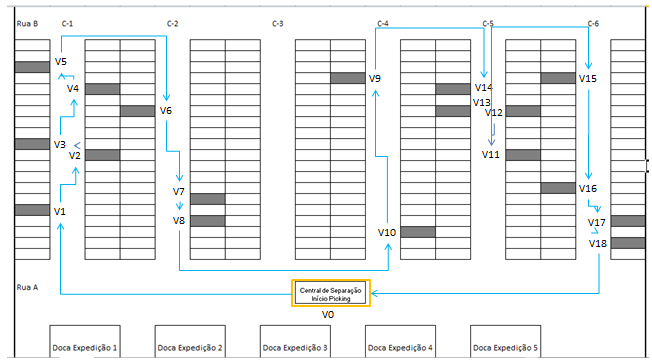 Rua B C-1 C-2 C-3 C-4 C-5 C-6
V5
V9 V15
V4 V14
V13
V6 V12
V3
V2 V11
V7 V16
V1
V8 V17
V10
V18
Rua A
Central de Separação
Início Picking
V0
Doca Expedição 1 Doca Expedição 2 Doca Expedição 3 Doca Expedição 4 Doca Expedição 5